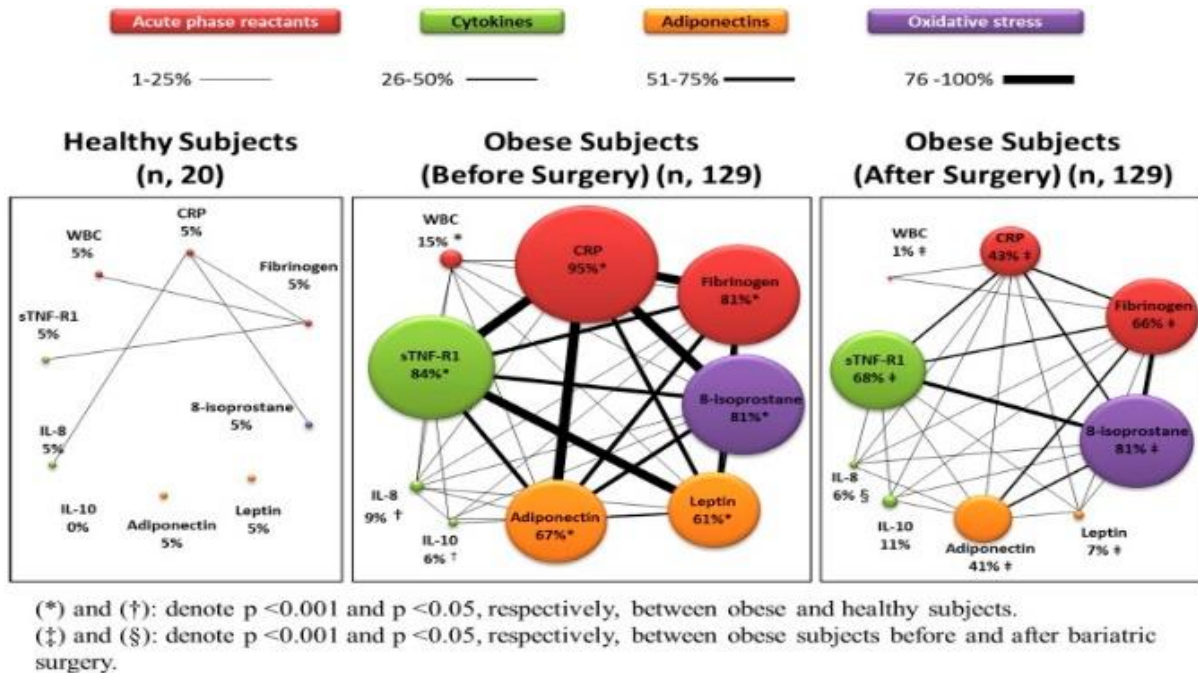 Acute phase reactants
Cytokines
Adiponectins
Oxidative stress
1-25%
26-50%
51-75%
76 -100%
Healthy Subjects
(n, 20)
Obese Subjects
(Before Surgery) (n, 129)
Obese Subjects
(After Surgery) (n, 129)
CRP
5%
WBC
5%
Fibrinogen
5%
sTNF-R1
5%
8-isoprostane
5%
IL-8
5%
IL-10
0%
Adiponectin
5%
Leptin
5%
WBC
15% *
CRP
95%*
Fibrinogen
81%*
sTNF-R1
84%*
8-isoprostane
81%*
IL-8
9% †
IL-10
6% †
Adiponectin
67%*
Leptin
61%*
WBC
1% ‡
CRP
43% ‡
Fibrinogen
66% ‡
sTNF-R1
68% ‡
8-isoprostane
81% ‡
IL-8
6% §
IL-10
11%
Adiponectin
41% ‡
Leptin
7% ‡
(*) and (†): denote p <0.001 and p <0.05, respectively, between obese and healthy subjects.
(‡) and (§): denote p <0.001 and p <0.05, respectively, between obese subjects before and after bariatric
surgery.